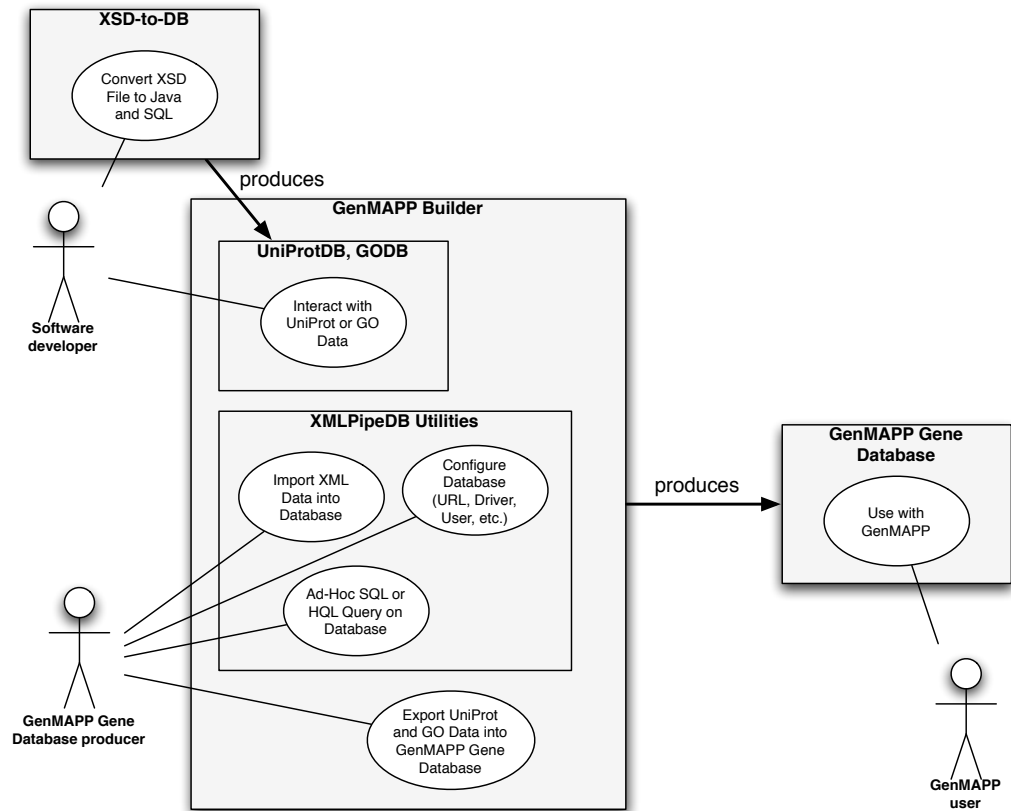 XSD-to-DB
Convert XSD
File to Java
and SQL
produces
Software
developer
GenMAPP Builder
UniProtDB, GODB
Interact with
UniProt or GO
Data
XMLPipeDB Utilities
Import XML
Data into
Database
Configure
Database
(URL, Driver,
User, etc.)
Ad-Hoc SQL or
HQL Query on
Database
GenMAPP Gene
Database producer
Export UniProt
and GO Data into
GenMAPP Gene
Database
produces
GenMAPP Gene
Database
Use with
GenMAPP
GenMAPP
user